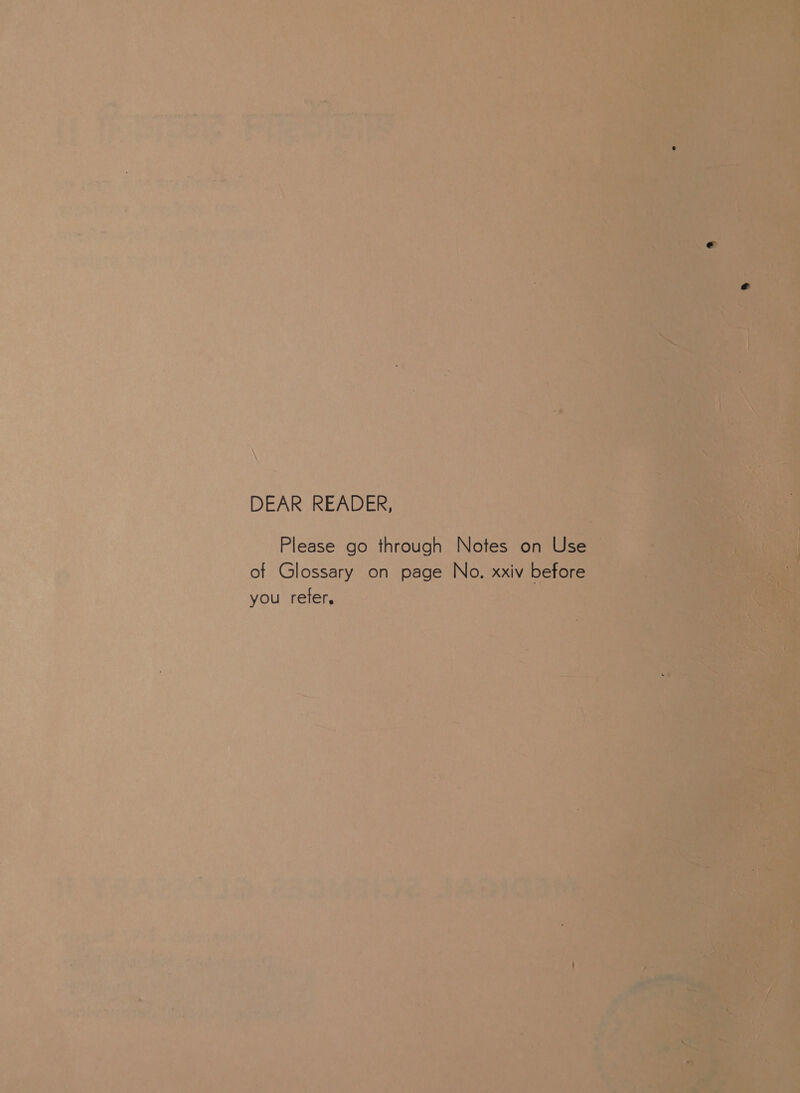 DEAR READER,
Please go through Notes on Use
of Glossary on page No. xxiv before
you refer.